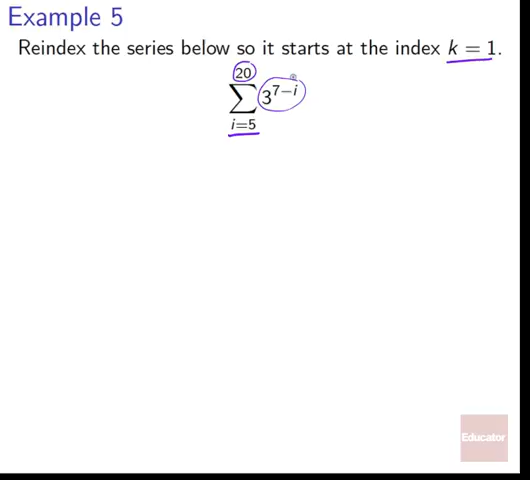 Example 5
Reindex the series below so it starts at the index k = 1.
20
∑ 3^{7−i}
i=5
Educator